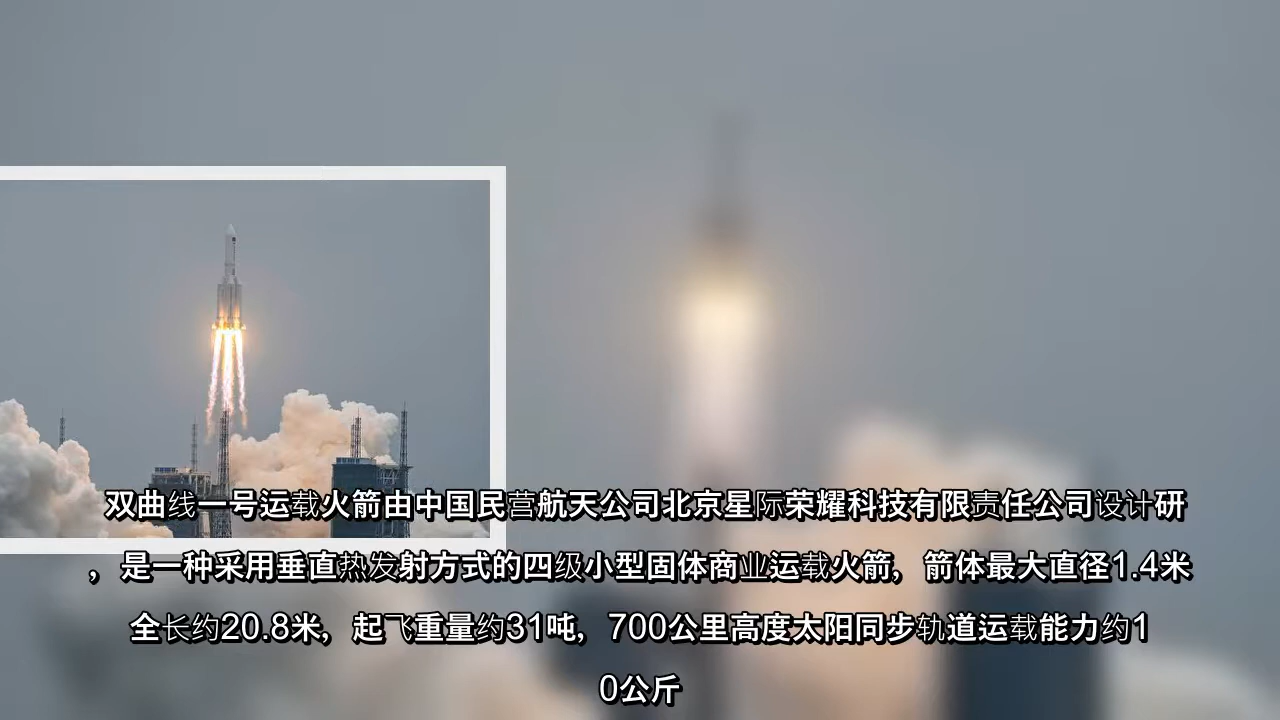 双曲线一号运载火箭由中国民营航天公司北京星际荣耀科技有限责任公司设计研
，是一种采用垂直热发射方式的四级小型固体商业运载火箭，箭体最大直径1.4米
全长约20.8米，起飞重量约31吨，700公里高度太阳同步轨道运载能力约1
0公斤